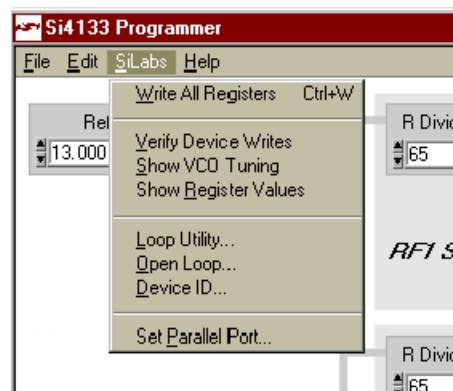 Si4133 Programmer
File Edit SiLabs Help
Write All Registers Ctrl+W
Verify Device Writes
Show VCO Tuning
Show Register Values
Loop Utility...
Open Loop...
Device ID...
Set Parallel Port...
Rel
13.000
R Divid
65
RF1 S
R Divid
65